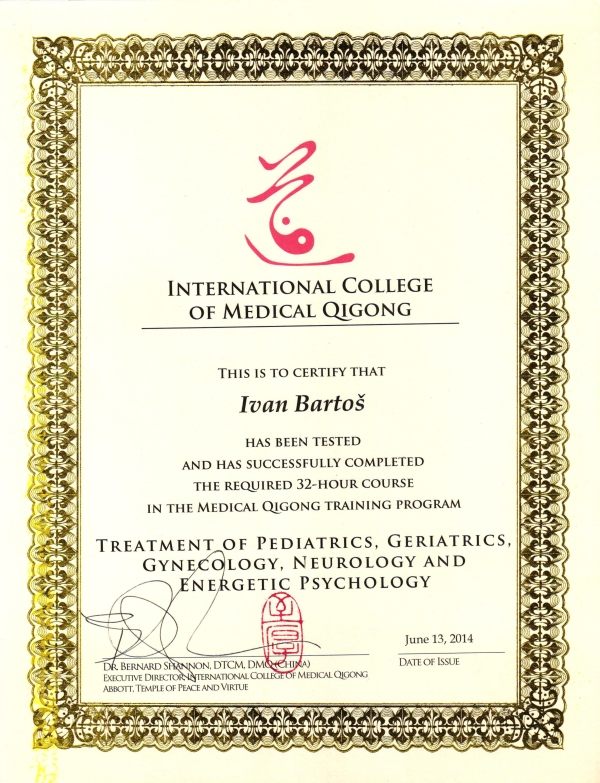 INTERNATIONAL COLLEGE
OF MEDICAL QIGONG
THIS IS TO CERTIFY THAT
Ivan Bartoš
HAS BEEN TESTED
AND HAS SUCCESSFULLY COMPLETED
THE REQUIRED 32-HOUR COURSE
IN THE MEDICAL QIGONG TRAINING PROGRAM
TREATMENT OF PEDIATRICS, GERIATRICS,
GYNECOLOGY, NEUROLOGY AND
ENERGETIC PSYCHOLOGY
June 13, 2014
DR. BERNARD SHANNON, DTCM, DMQ (CHINA)
DATE OF ISSUE
EXECUTIVE DIRECTOR INTERNATIONAL COLLEGE OF MEDICAL QIGONG
ABBOTT, TEMPLE OF PEACE AND VIRTUE